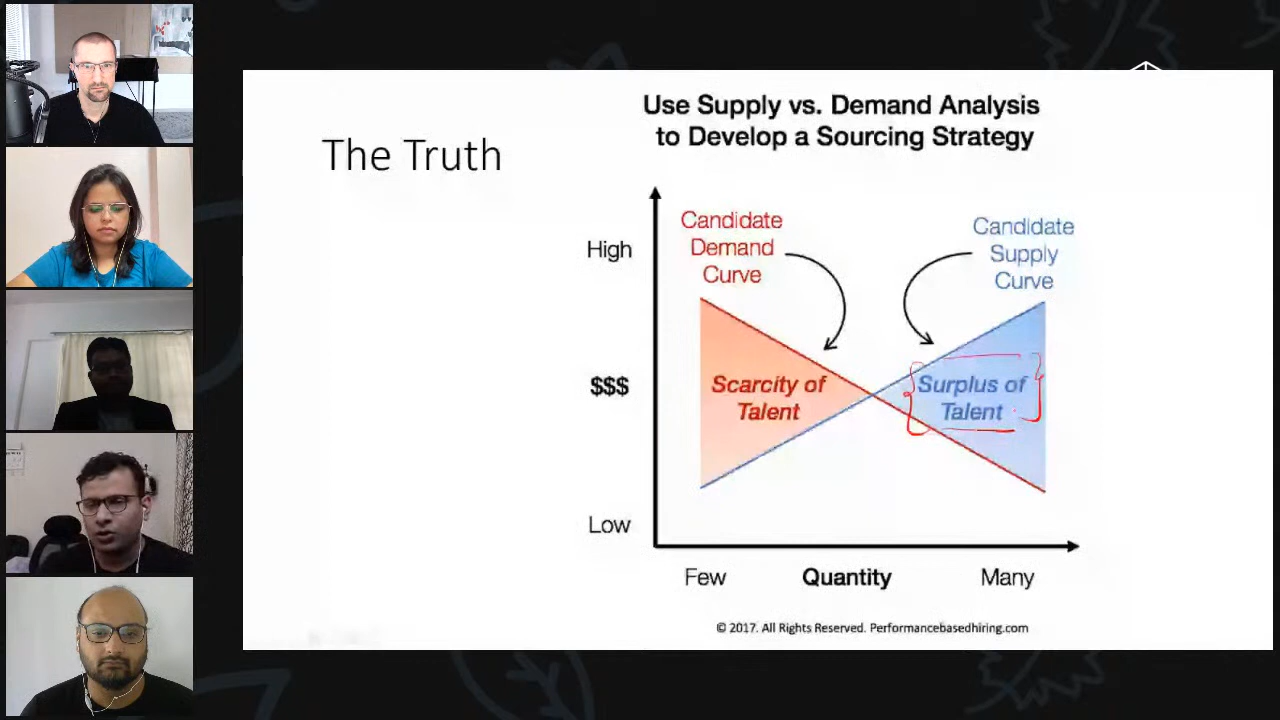 The Truth
Use Supply vs. Demand Analysis
to Develop a Sourcing Strategy
High
$$$
Low
Candidate
Demand
Curve
Candidate
Supply
Curve
Scarcity of
Talent
Surplus of
Talent
Few
Quantity
Many
© 2017. All Rights Reserved. Performancebasedhiring.com